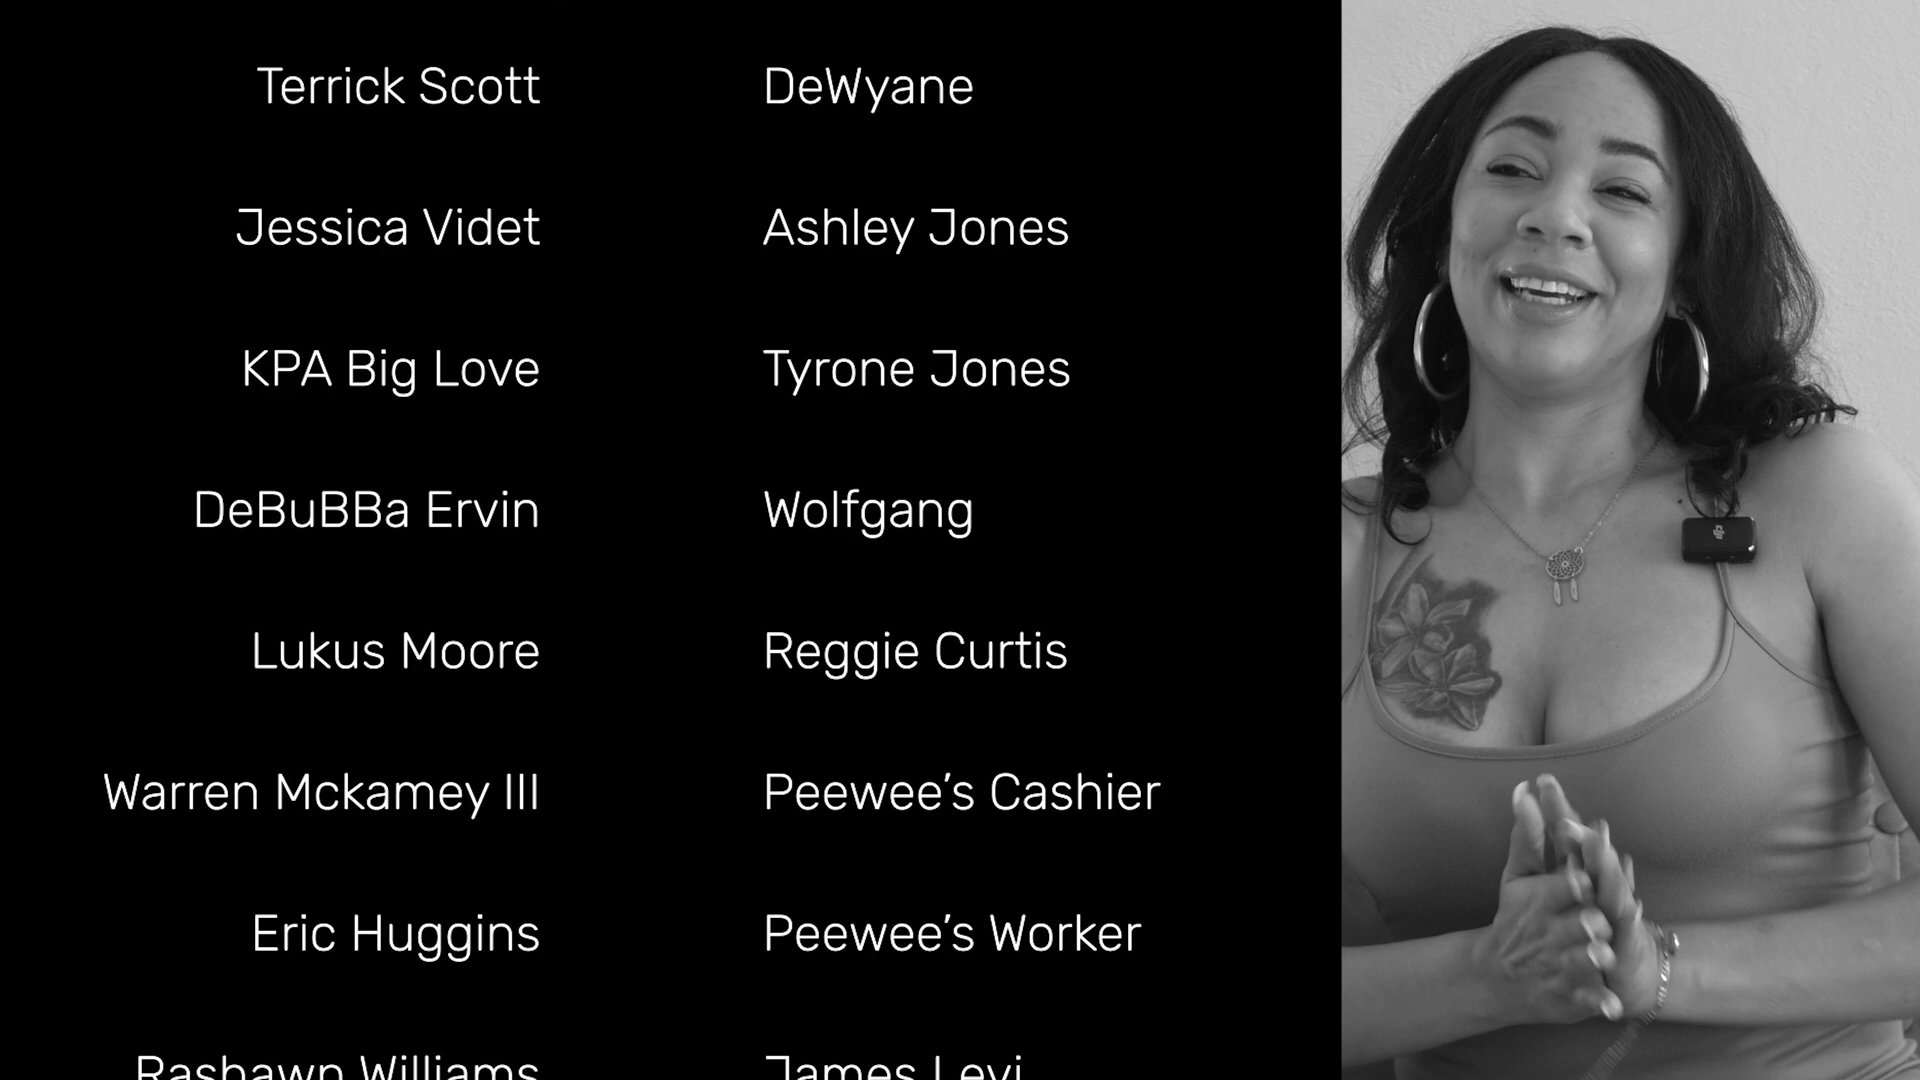 Terrick Scott DeWyane
Jessica Videt Ashley Jones
KPA Big Love Tyrone Jones
DeBuBBa Ervin Wolfgang
Lukus Moore Reggie Curtis
Warren Mckamey III Peewee’s Cashier
Eric Huggins Peewee’s Worker
Rashawn Williams James Levi
dji